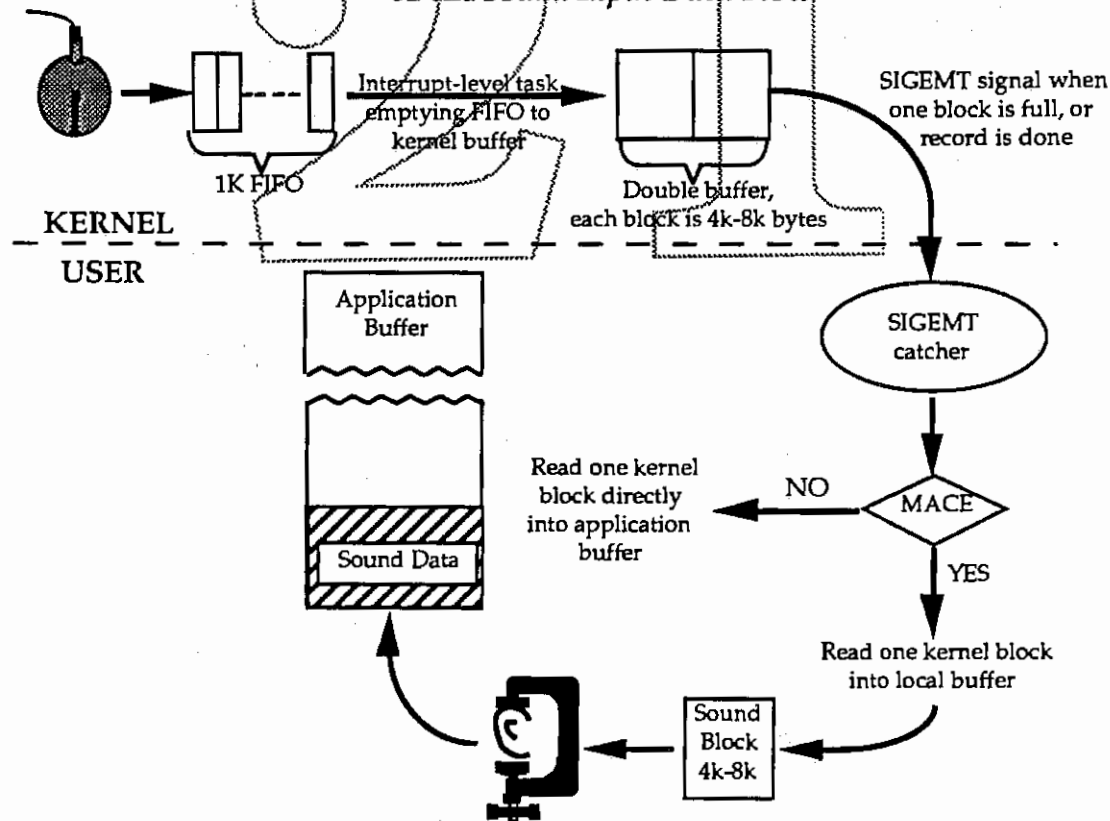 Interrupt-level task
emptying FIFO to
kernel buffer
SIGEMT signal when
one block is full, or
record is done
1K FIFO
Double buffer,
each block is 4k-8k bytes
KERNEL
USER
Application
Buffer
SIGEMT
catcher
Read one kernel
block directly
into application
buffer
NO
MACE
Sound Data
YES
Read one kernel block
into local buffer
Sound
Block
4k-8k